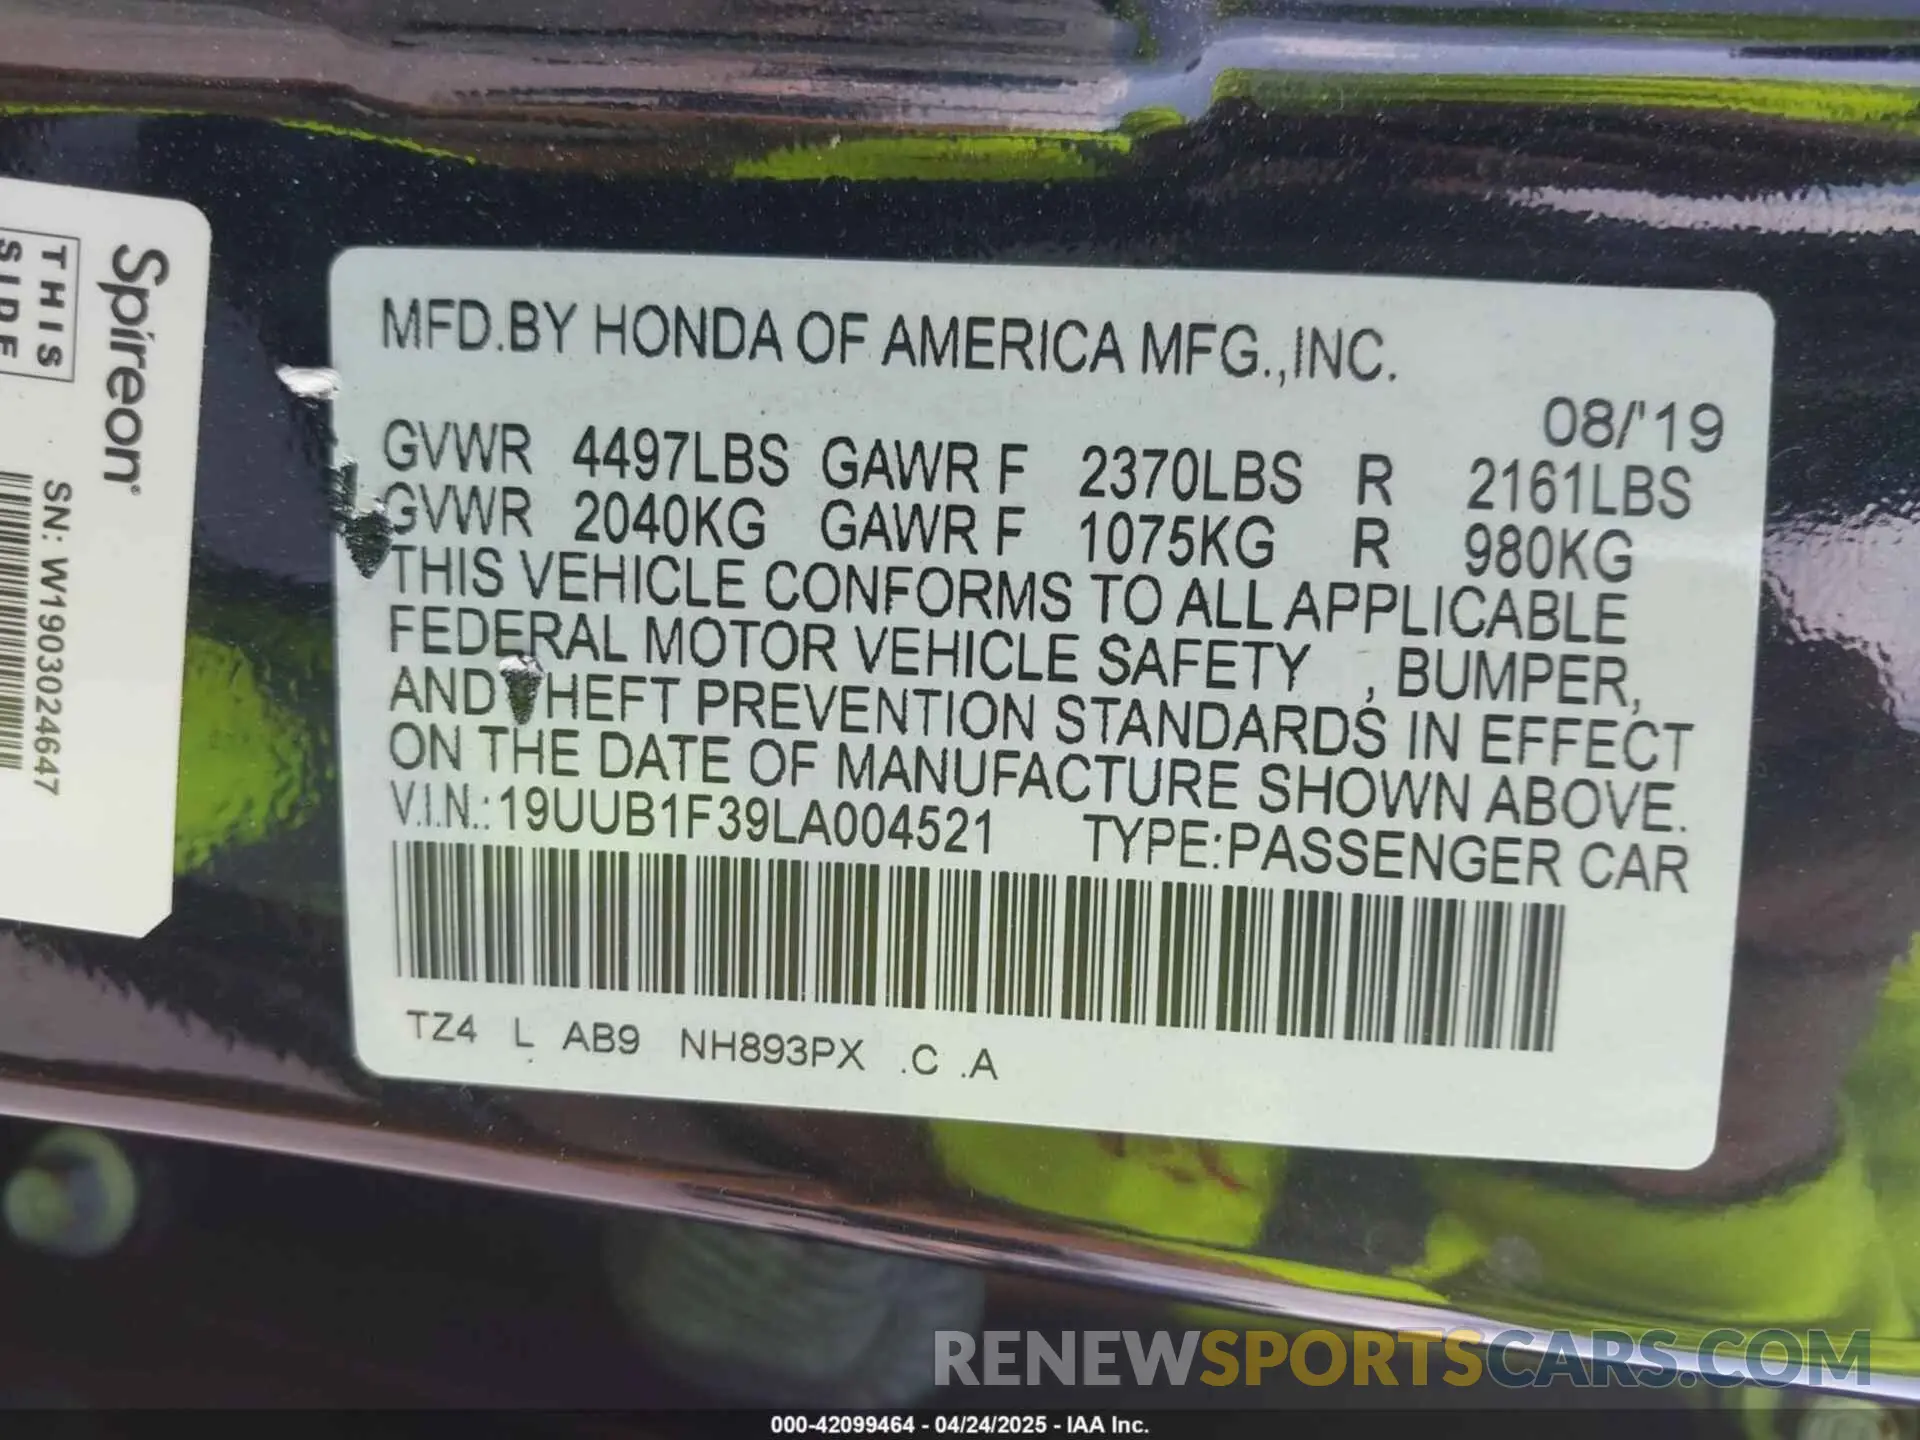 Spireon
THIS
SIDE
SN: W1903024647
MFD.BY HONDA OF AMERICA MFG.,INC.
08/'19
GVWR 4497LBS GAWR F 2370LBS R 2161LBS
GVWR 2040KG GAWR F 1075KG R 980KG
THIS VEHICLE CONFORMS TO ALL APPLICABLE
FEDERAL MOTOR VEHICLE SAFETY , BUMPER,
AND THEFT PREVENTION STANDARDS IN EFFECT
ON THE DATE OF MANUFACTURE SHOWN ABOVE.
V.I.N.: 19UUB1F39LA004521 TYPE:PASSENGER CAR
TZ4 L AB9 NH893PX .C .A
RENEWSPORTSCARS.COM
000-42099464 - 04/24/2025 - IAA Inc.